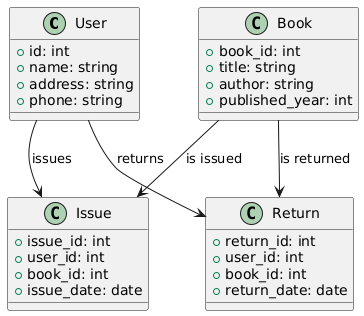 C User
id: int
name: string
address: string
phone: string
C Book
book_id: int
title: string
author: string
published_year: int
issues
returns
is issued
is returned
C Issue
issue_id: int
user_id: int
book_id: int
issue_date: date
C Return
return_id: int
user_id: int
book_id: int
return_date: date